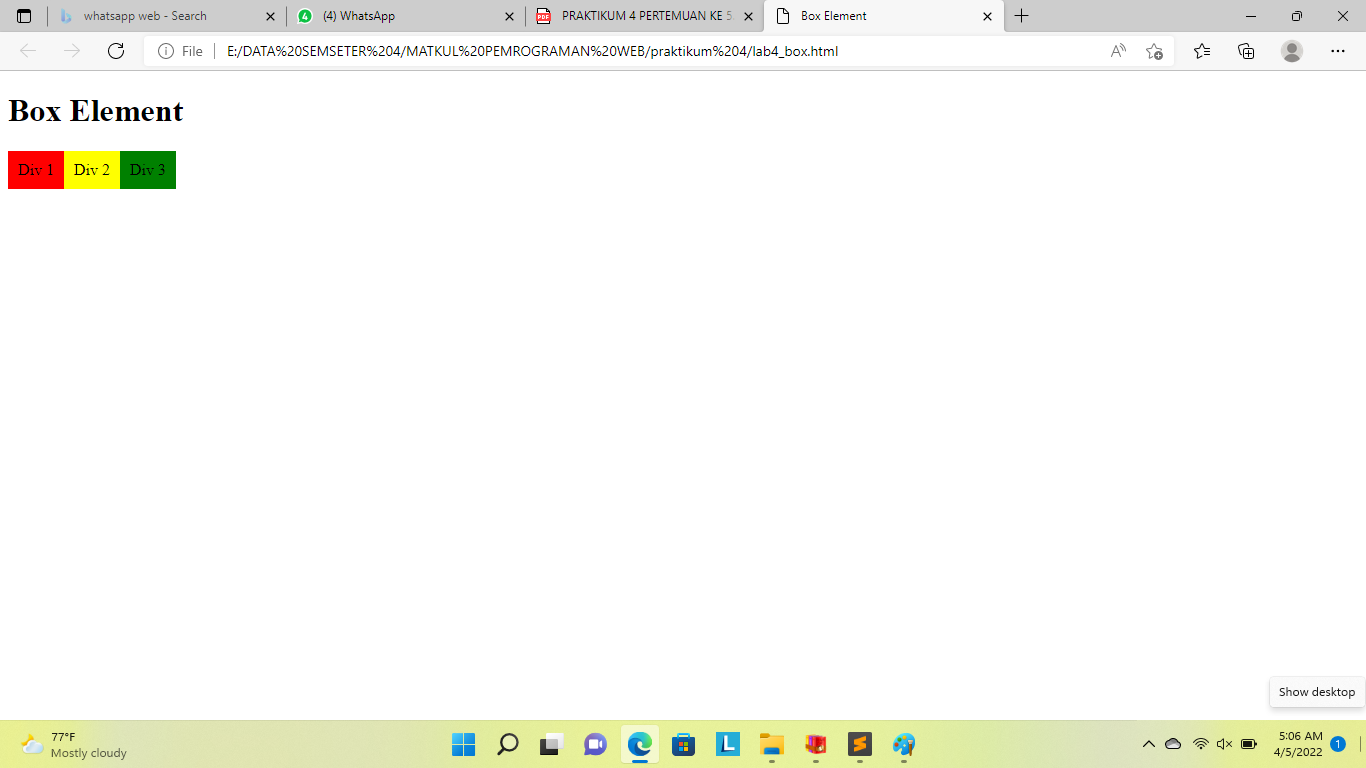 whatsapp web - Search
4 (4) WhatsApp
PDF PRAKTIKUM 4 PERTEMUAN KE 5
Box Element
File
E:/DATA%20SEMSETER%204/MATKUL%20PEMROGRAMAN%20WEB/praktikum%204/lab4_box.html
Box Element
Div 1 Div 2 Div 3
Show desktop
77°F
Mostly cloudy
L
S
5:06 AM
4/5/2022
1